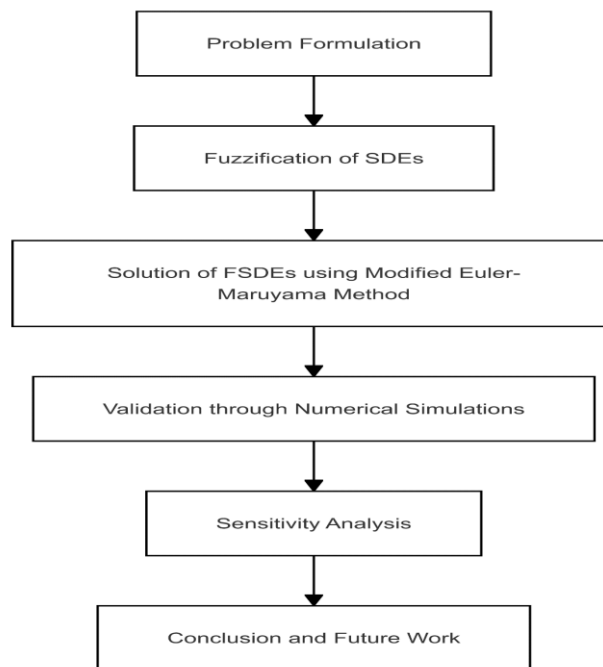 Problem Formulation
Fuzzification of SDEs
Solution of FSDEs using Modified Euler-
Maruyama Method
Validation through Numerical Simulations
Sensitivity Analysis
Conclusion and Future Work